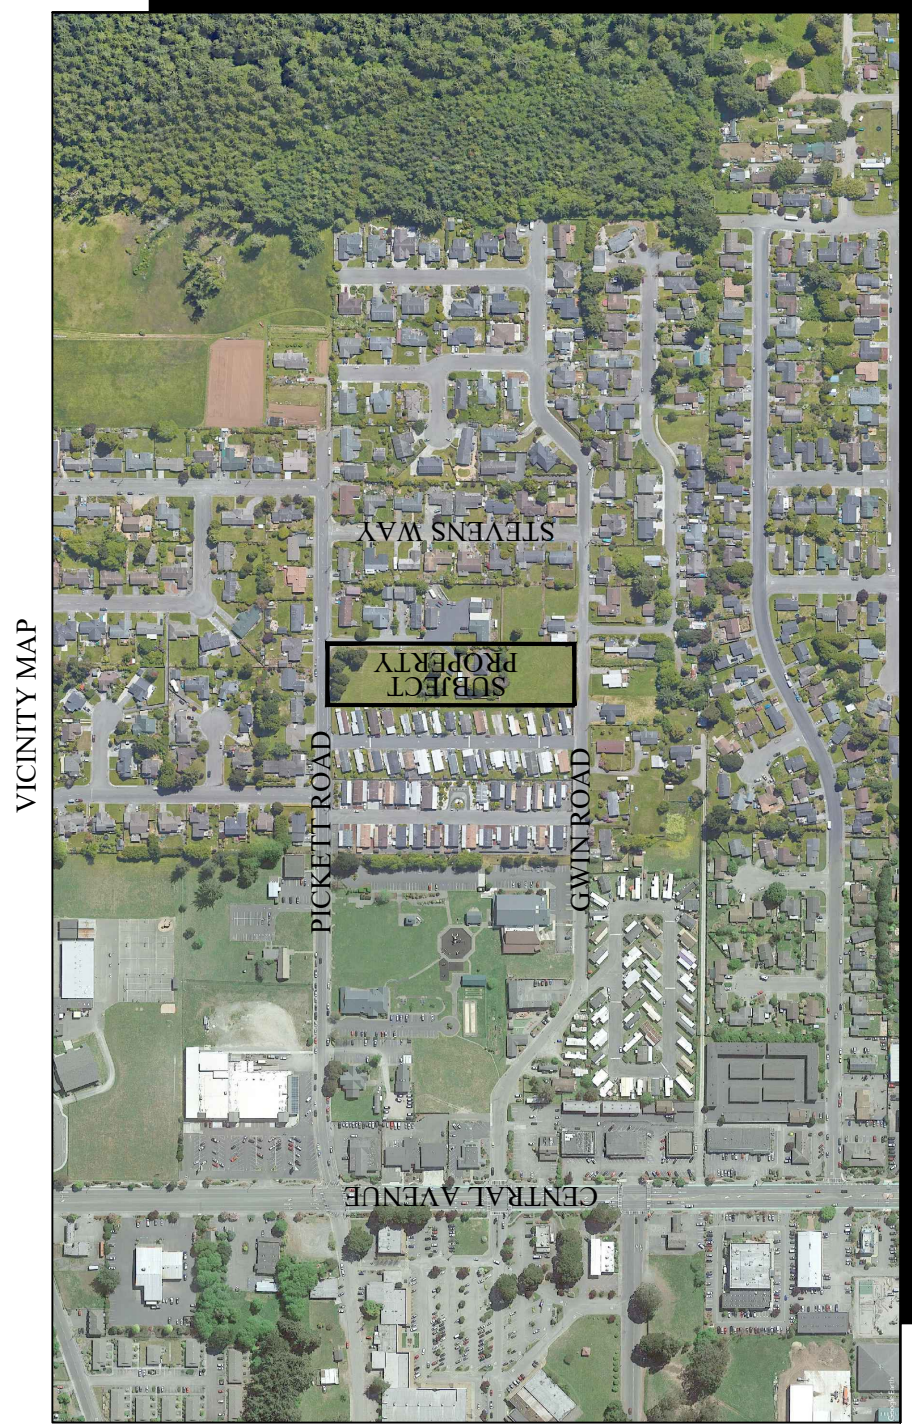 VICINITY MAP
STEVENS WAY
SUBJECT
PROPERTY
PICKETT ROAD
GWIN ROAD
CENTRAL AVENUE